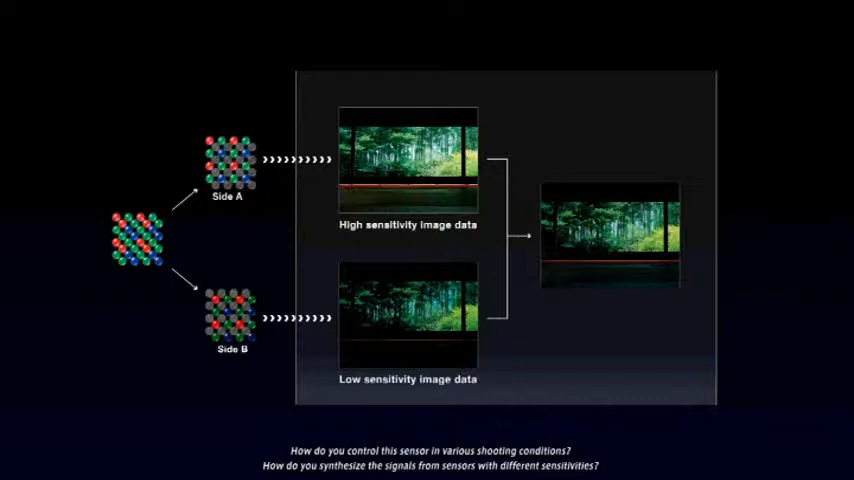 Side A
High sensitivity image data
Side B
Low sensitivity image data
How do you control this sensor in various shooting conditions?
How do you synthesize the signals from sensors with different sensitivities?